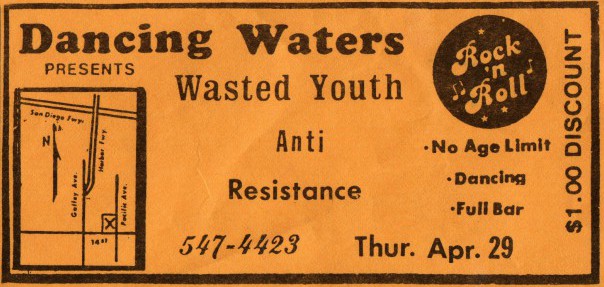 Dancing Waters
PRESENTS
Wasted Youth
Anti
Resistance
547-4423
Thur. Apr. 29
Rock
n
Roll
•No Age Limit
•Dancing
•Full Bar
$1.00 DISCOUNT
San Diego Fwy.
N
Harbor Fwy.
Gaffey Ave.
Pacific Ave.
X
14st